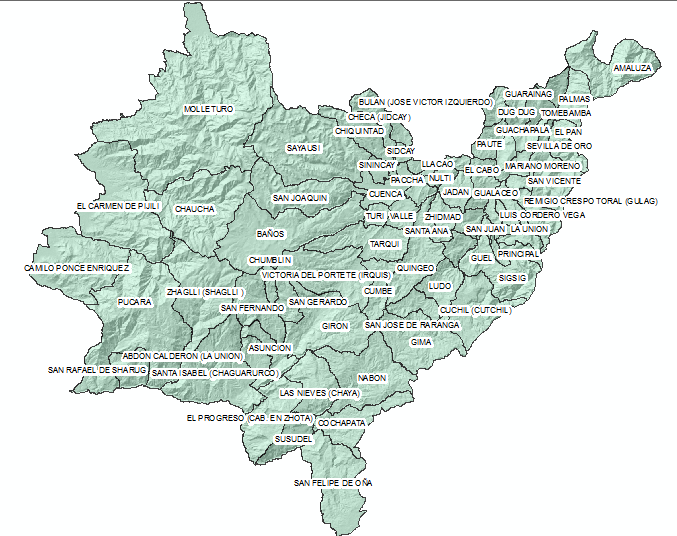 AMALUZA
GUARAINAG
PALMAS
BULAN (JOSE VICTOR IZQUIERDO)
MOLLETURO
DUG DUG
TOMEBAMBA
CHECA (JIDCAY)
CHIQUINTAD
GUACHAPALA
EL PAN
PAUTE
SEVILLA DE ORO
SAYAUSI
SIDCAY
SININCAY
LLACAO
MARIANO MORENO
EL CABO
PACCHA
NULTI
SAN VICENTE
CUENCA
JADAN
GUALACEO
SAN JOAQUIN
REMIGIO CRESPO TORAL (GULAG)
EL CARMEN DE PIJILI
CHAUCHA
TURI
VALLE
ZHIDMAD
LUIS CORDERO VEGA
SANTA ANA
SAN JUAN
LA UNION
BAÑOS
TARQUI
PRINCIPAL
GUEL
CHUMBLIN
CAMILO PONCE ENRIQUEZ
VICTORIA DEL PORTETE (IRQUIS)
QUINGEO
SIGSIG
LUDO
ZHAGLLI (SHAGLLI )
CUMBE
PUCARA
SAN GERARDO
SAN FERNANDO
CUCHIL (CUTCHIL)
GIRON
SAN JOSE DE RARANGA
GIMA
ASUNCION
ABDON CALDERON (LA UNION)
SAN RAFAEL DE SHARUG
SANTA ISABEL (CHAGUARURCO)
NABON
LAS NIEVES (CHAYA)
EL PROGRESO (CAB. EN ZHOTA)
COCHAPATA
SUSUDEL
SAN FELIPE DE OÑA